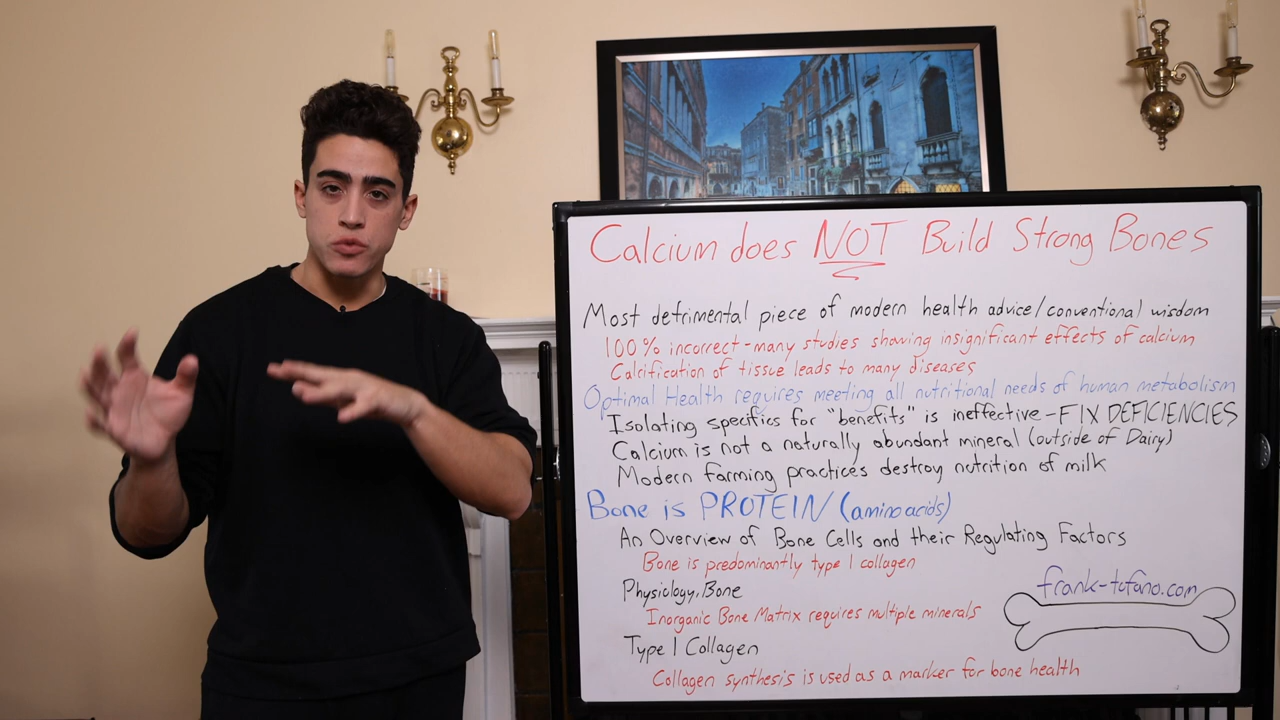 Calcium does NOT Build Strong Bones
Most detrimental piece of modern health advice/conventional wisdom
100% incorrect-many studies showing insignificant effects of calcium
Calcification of tissue leads to many diseases
Optimal Health requires meeting all nutritional needs of human metabolism
Isolating specifics for "benefits" is ineffective-FIX DEFICIENCIES
Calcium is not a naturally abundant mineral (outside of Dairy)
Modern farming practices destroy nutrition of milk
Bone is PROTEIN (amino acids)
An Overview of Bone Cells and their Regulating Factors
Bone is predominantly type 1 collagen
Physiology, Bone
Inorganic Bone Matrix requires multiple minerals
Type 1 Collagen
Collagen synthesis is used as a marker for bone health
frank-tufano.com